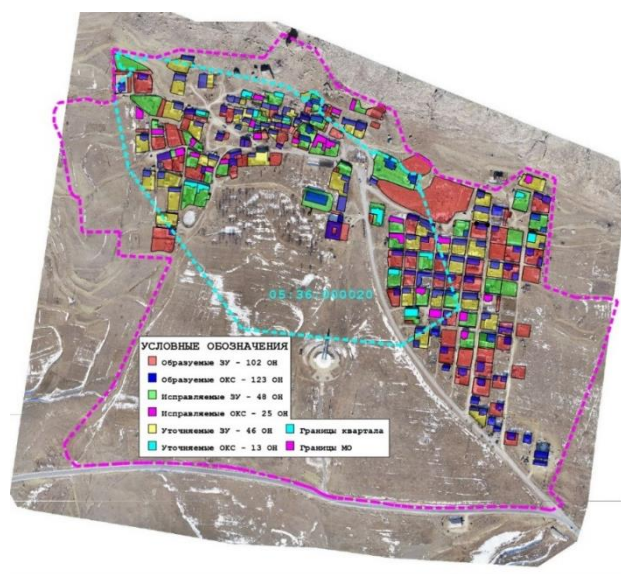 05:36:000020
УСЛОВНЫЕ ОБОЗНАЧЕНИЯ
Образуемые ЗУ - 102 ОН
Образуемые ОКС - 123 ОН
Исправляемые ЗУ - 48 ОН
Исправляемые ОКС - 25 ОН
Уточняемые ЗУ - 46 ОН
Границы квартала
Уточняемые ОКС - 13 ОН
Границы МО